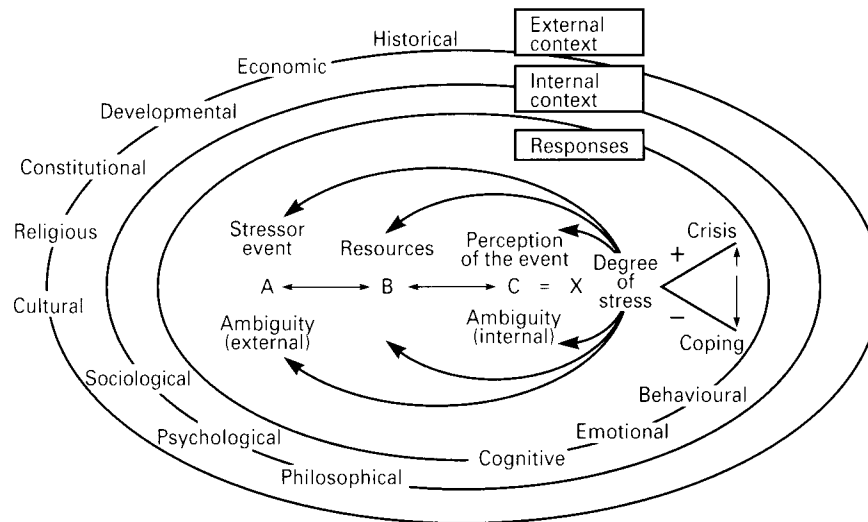 External
context
Historical
Economic
Internal
context
Developmental
Responses
Constitutional
Religious
Cultural
Stressor
event
Resources
Perception
of the event
Crisis
+
Degree
of
stress
A
B
C = X
−
Ambiguity
(external)
Ambiguity
(internal)
Coping
Sociological
Behavioural
Psychological
Emotional
Philosophical
Cognitive